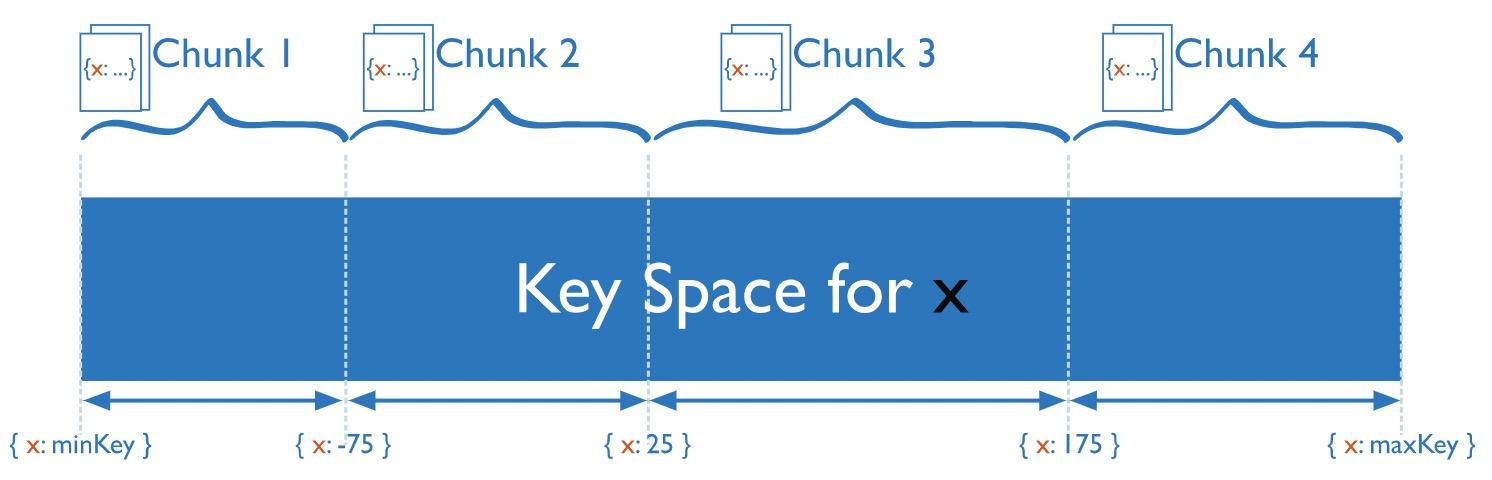 {x: ...} Chunk 1
{x: ...} Chunk 2
{x: ...} Chunk 3
{x: ...} Chunk 4
Key Space for x
{ x: minKey }
{ x: -75 }
{ x: 25 }
{ x: 175 }
{ x: maxKey }